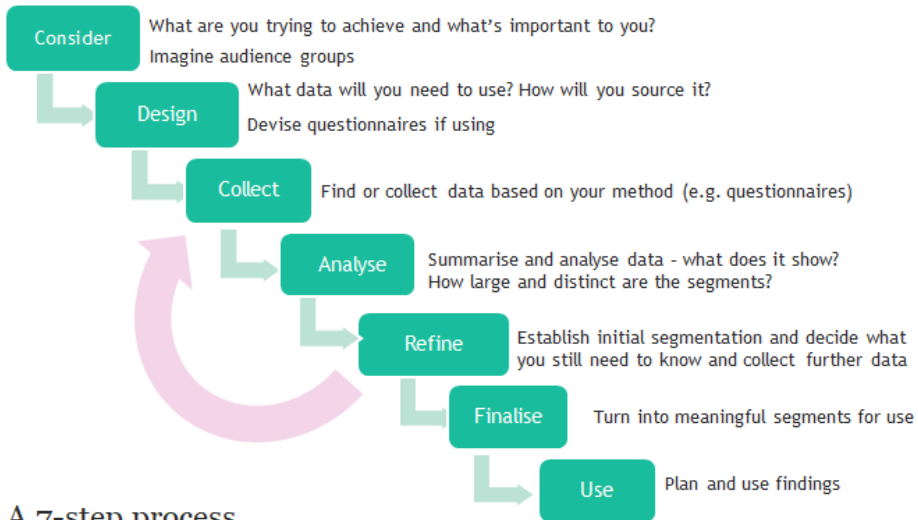 Consider
What are you trying to achieve and what's important to you?
Imagine audience groups
Design
What data will you need to use? How will you source it?
Devise questionnaires if using
Collect
Find or collect data based on your method (e.g. questionnaires)
Analyse
Summarise and analyse data - what does it show?
How large and distinct are the segments?
Refine
Establish initial segmentation and decide what
you still need to know and collect further data
Finalise
Turn into meaningful segments for use
Use
Plan and use findings
A 7-step process